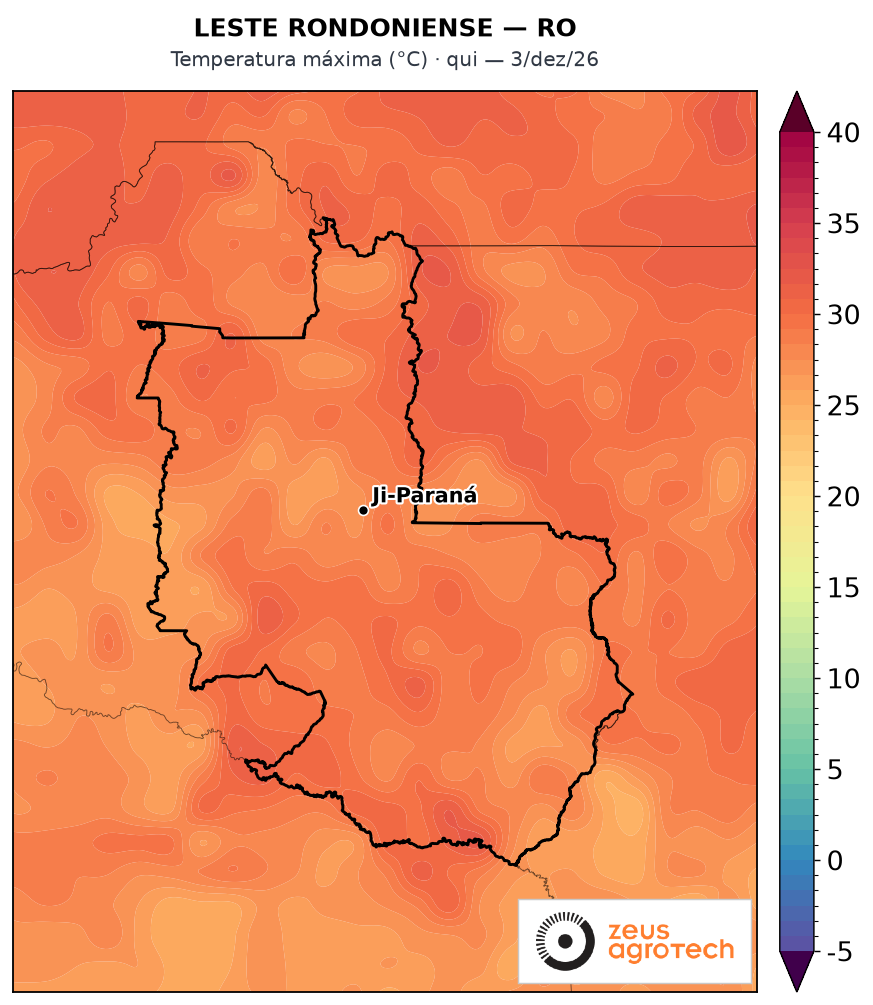 LESTE RONDONIENSE — RO
Temperatura máxima (°C) · qui — 3/dez/26
40
35
30
25
20
15
10
5
0
-5
Ji-Paraná
zeus
agrotech